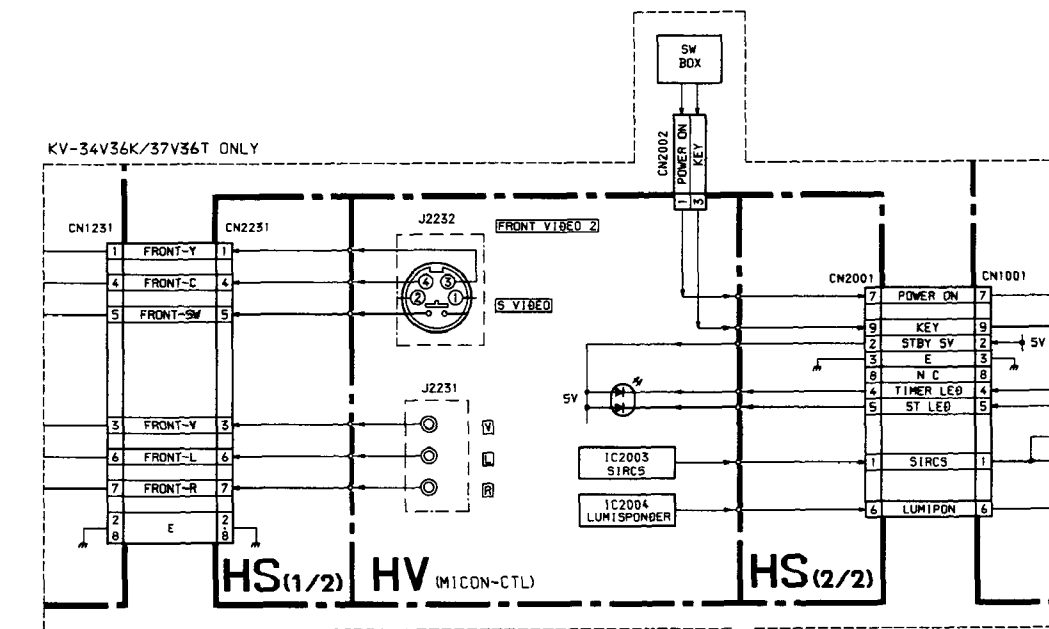 SW
BOX
KV-34V36K/37V36T ONLY
CN2002
POWER ON
KEY
1 3
CN1231
CN2231
J2232
FRONT VIDEO 2
1 FRONT-Y 1
4 FRONT-C 4
5 FRONT-SW 5
4 3
2 1
S VIDEO
CN2001
CN1001
7 POWER ON 7
9 KEY 9
2 STBY 5V 2
5V
3 E 3
8 N C 8
4 TIMER LED 4
5 ST LED 5
5V
J2231
3 FRONT-V 3
V
6 FRONT-L 6
L
7 FRONT-R 7
R
IC2003
SIRCS
1 SIRCS 1
IC2004
LUMISPONDER
6 LUMIPON 6
2
8
E
2
.
8
HS(1/2)
HV (MICON-CTL)
HS(2/2)